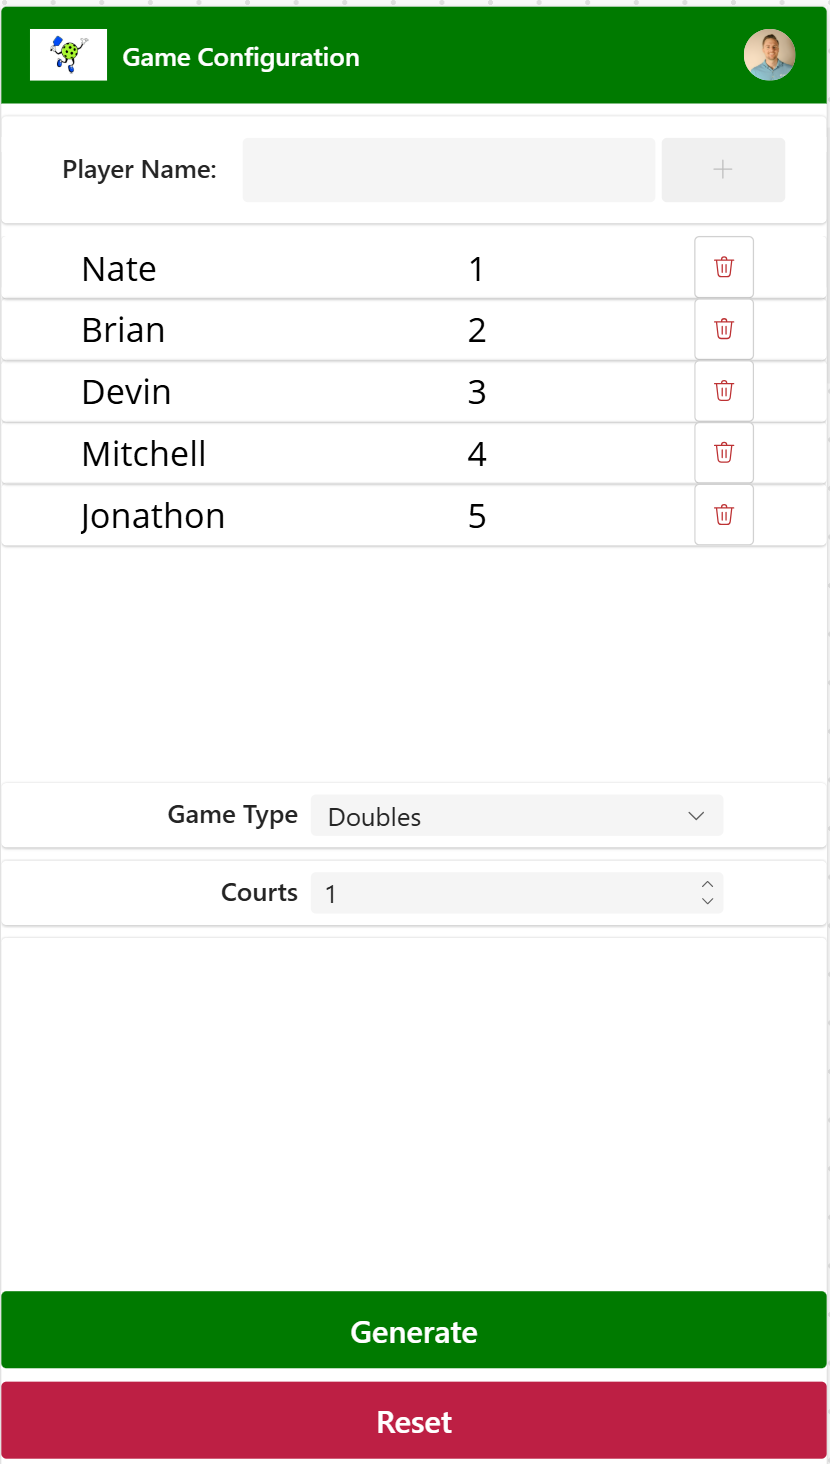 Game Configuration
Player Name:
Nate 1
Brian 2
Devin 3
Mitchell 4
Jonathon 5
Game Type Doubles
Courts 1
Generate
Reset